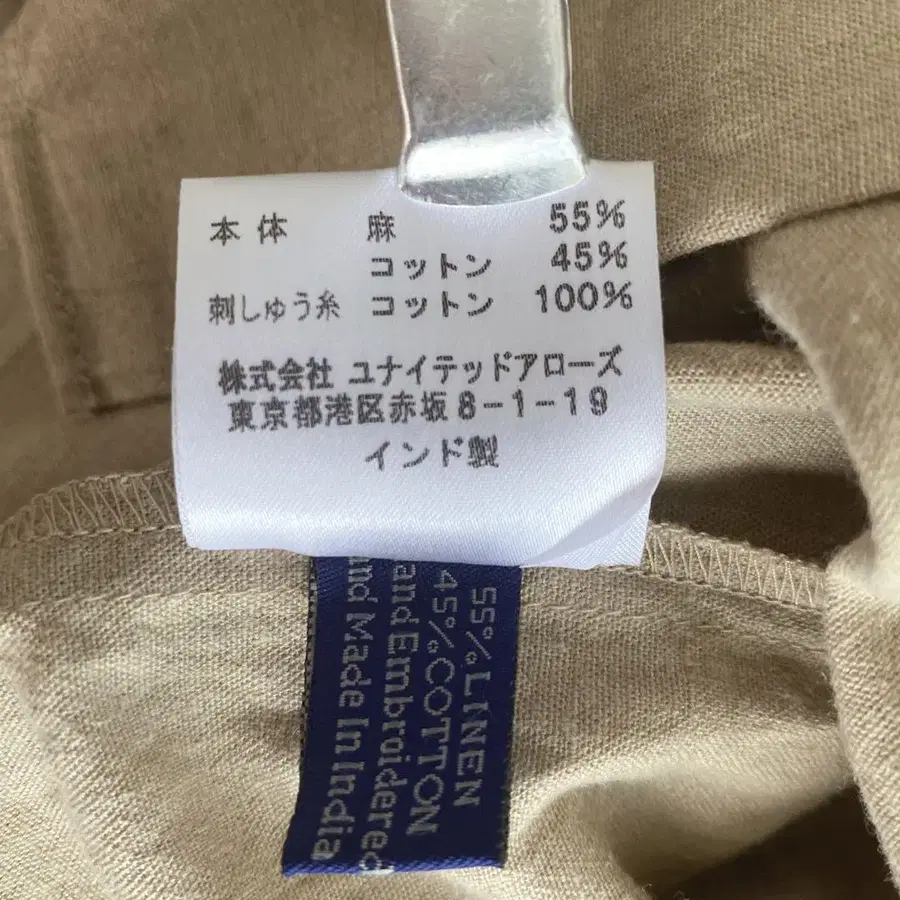 本体 麻 55%
コットン 45%
刺しゅう糸 コットン 100%
株式会社 ユナイテッドアローズ
東京都港区赤坂8-1-19
インド製
55%LINEN
45%COTTON
and Embroidered
and Made In India